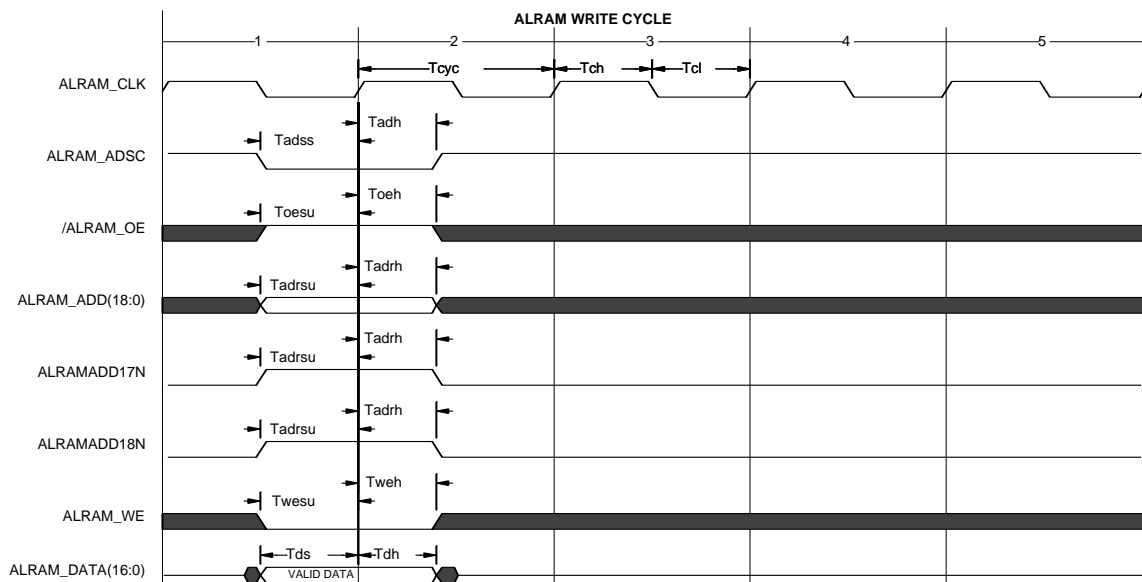 ALRAM WRITE CYCLE
1 2 3 4 5
Tcyc Tch Tcl
ALRAM_CLK
Tadh
Tadss
ALRAM_ADSC
Toeh
Toesu
/ALRAM_OE
Tadrh
Tadrsu
ALRAM_ADD(18:0)
Tadrh
Tadrsu
ALRAMADD17N
Tadrh
Tadrsu
ALRAMADD18N
Tweh
Twesu
ALRAM_WE
Tds Tdh
ALRAM_DATA(16:0)
VALID DATA